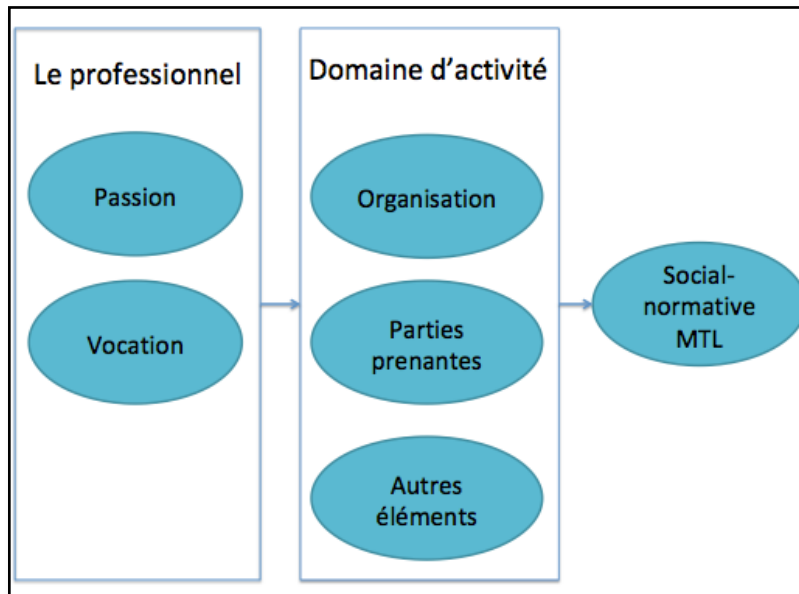 Le professionnel
Passion
Vocation
Domaine d'activité
Organisation
Parties
prenantes
Autres
éléments
Social-
normative
MTL